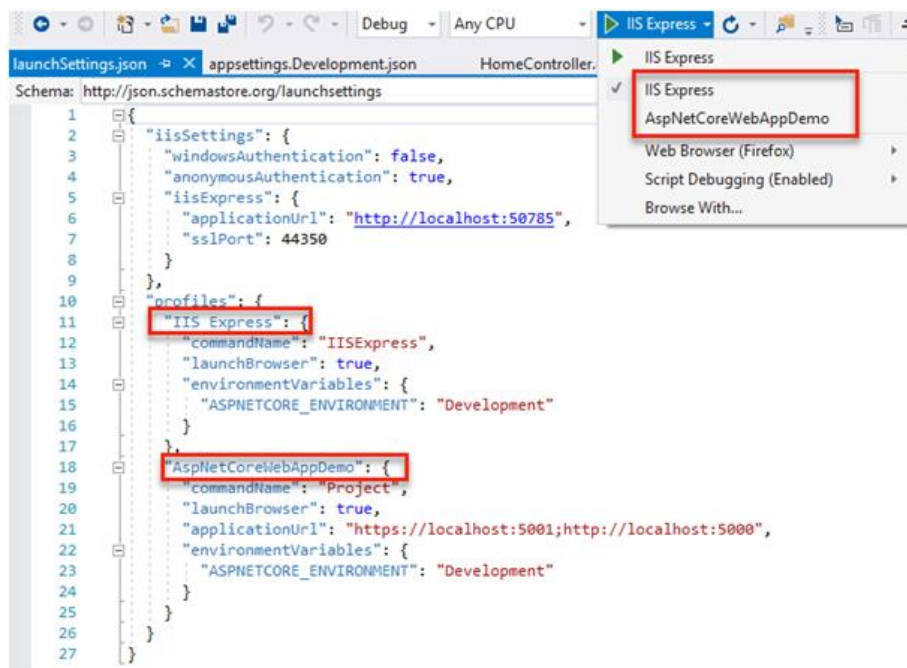 Debug Any CPU IIS Express
launchSettings.json appsettings.Development.json HomeController.
IIS Express
IIS Express
AspNetCoreWebAppDemo
Web Browser (Firefox)
Script Debugging (Enabled)
Browse With...
Schema: http://json.schemastore.org/launchsettings
1 {
2 "iisSettings": {
3 "windowsAuthentication": false,
4 "anonymousAuthentication": true,
5 "iisExpress": {
6 "applicationUrl": "http://localhost:50785",
7 "sslPort": 44350
8 }
9 },
10 "profiles": {
11 "IIS Express": {
12 "commandName": "IISExpress",
13 "launchBrowser": true,
14 "environmentVariables": {
15 "ASPNETCORE_ENVIRONMENT": "Development"
16 }
17 },
18 "AspNetCoreWebAppDemo": {
19 "commandName": "Project",
20 "launchBrowser": true,
21 "applicationUrl": "https://localhost:5001;http://localhost:5000",
22 "environmentVariables": {
23 "ASPNETCORE_ENVIRONMENT": "Development"
24 }
25 }
26 }
27 }